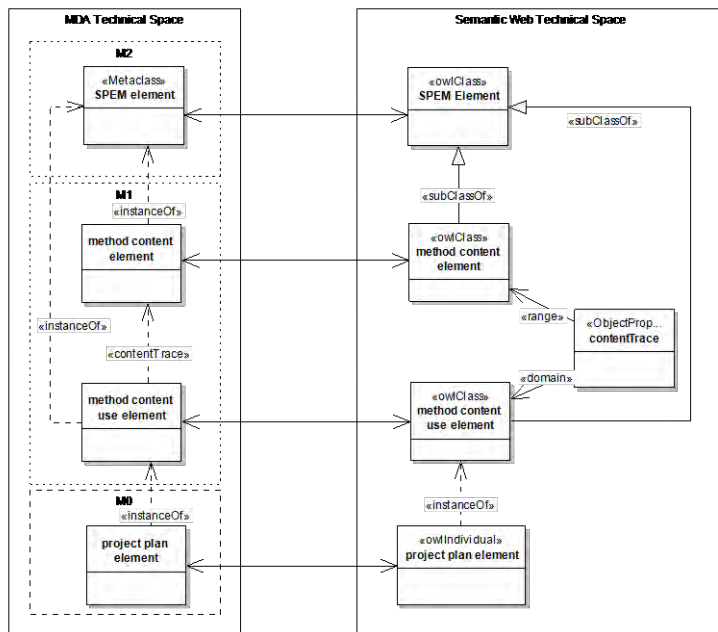 MDA Technical Space
M2
«Metaclass»
SPEM element
M1
«instanceOf»
method content
element
«instanceOf»
«contentTrace»
method content
use element
M0
«instanceOf»
project plan
element
Semantic Web Technical Space
«owlClass»
SPEM Element
«subClassOf»
«subClassOf»
«owlClass»
method content
element
«range»
«ObjectProp...
contentTrace
«domain»
«owlClass»
method content
use element
«instanceOf»
«owlIndividual»
project plan element